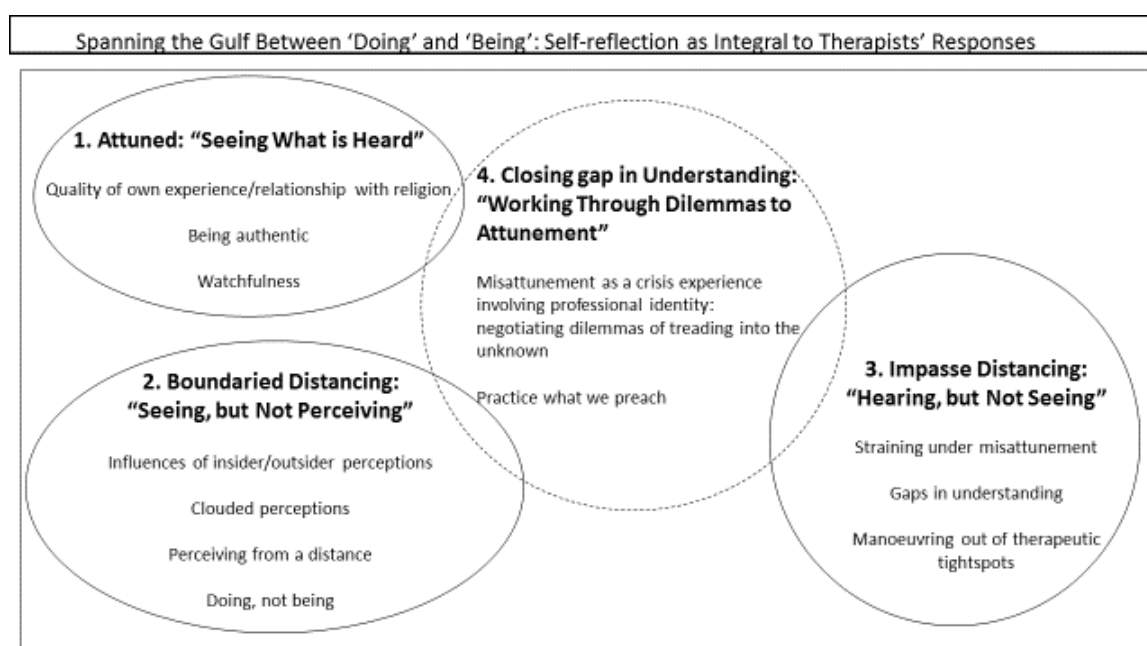 Spanning the Gulf Between ‘Doing’ and ‘Being’: Self-reflection as Integral to Therapists’ Responses
1. Attuned: “Seeing What is Heard”
Quality of own experience/relationship with religion
Being authentic
Watchfulness
2. Boundaried Distancing:
“Seeing, but Not Perceiving”
Influences of insider/outsider perceptions
Clouded perceptions
Perceiving from a distance
Doing, not being
4. Closing gap in Understanding:
“Working Through Dilemmas to
Attunement”
Misattunement as a crisis experience
involving professional identity:
negotiating dilemmas of treading into the
unknown
Practice what we preach
3. Impasse Distancing:
“Hearing, but Not Seeing”
Straining under misattunement
Gaps in understanding
Manoeuvring out of therapeutic
tightspots